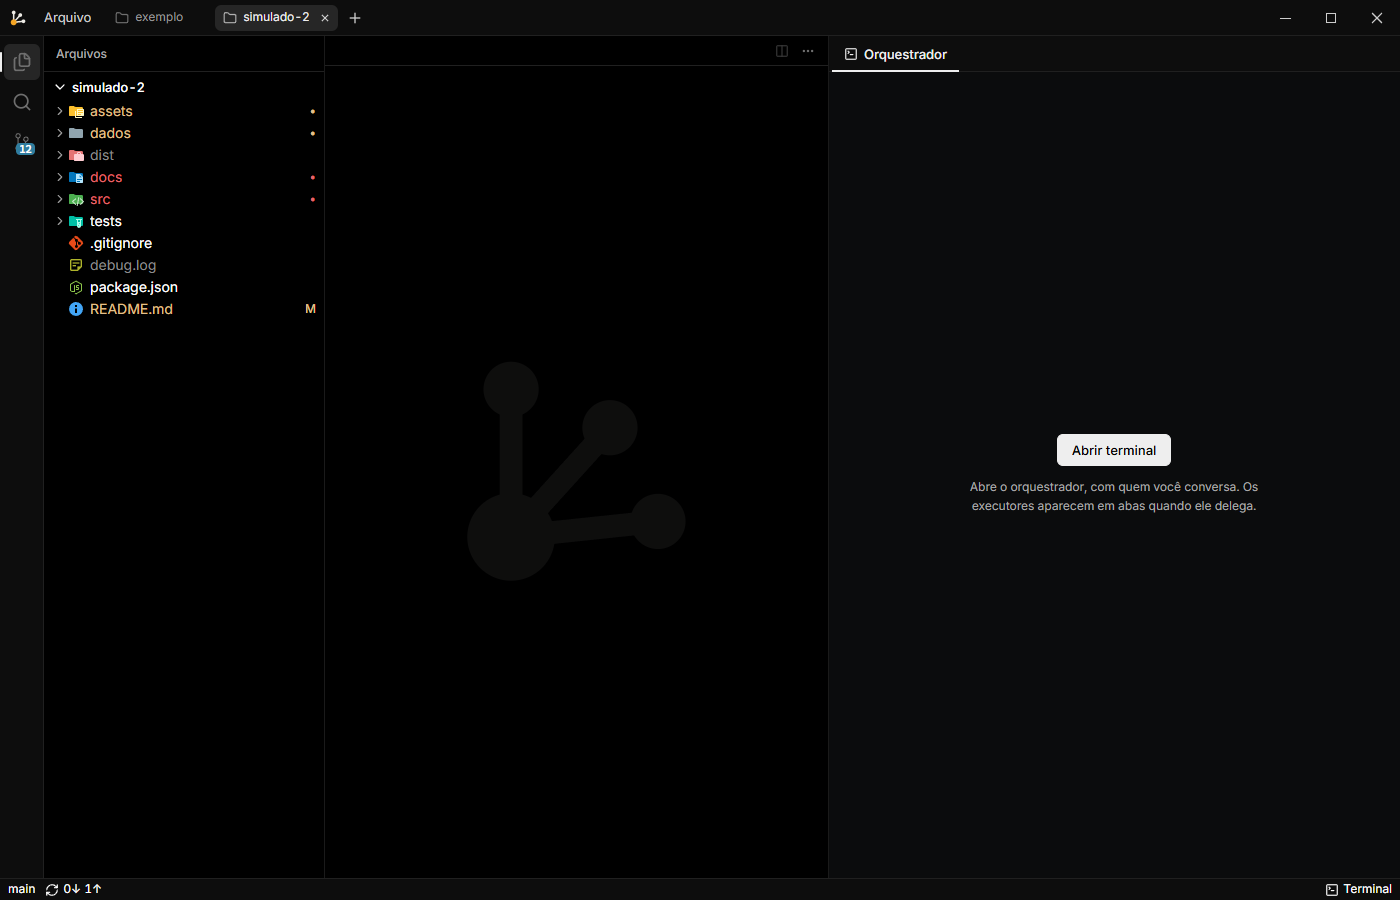 Arquivo
exemplo
simulado-2
Arquivos
Orquestrador
simulado-2
assets
dados
dist
docs
src
tests
.gitignore
debug.log
package.json
README.md M
12
Abrir terminal
Abre o orquestrador, com quem você conversa. Os
executores aparecem em abas quando ele delega.
main 0↓ 1↑
Terminal